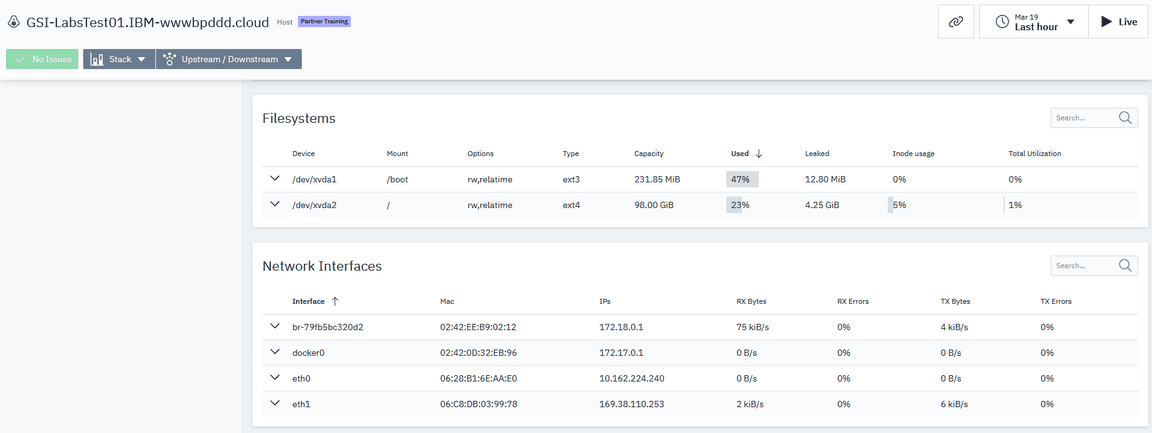 GSI-LabsTest01.IBM-wwwbpddd.cloud Host Partner Training
Mar 19
Last hour
Live
No Issues Stack Upstream / Downstream
Filesystems
Search...
Device Mount Options Type Capacity Used ↓ Leaked Inode usage Total Utilization
/dev/xvda1 /boot rw,relatime ext3 231.85 MiB 47% 12.80 MiB 0% 0%
/dev/xvda2 / rw,relatime ext4 98.00 GiB 23% 4.25 GiB 5% 1%
Network Interfaces
Search...
Interface ↑ Mac IPs RX Bytes RX Errors TX Bytes TX Errors
br-79fb5bc320d2 02:42:EE:B9:02:12 172.18.0.1 75 kiB/s 0% 4 kiB/s 0%
docker0 02:42:0D:32:EB:96 172.17.0.1 0 B/s 0% 0 B/s 0%
eth0 06:28:B1:6E:AA:E0 10.162.224.240 0 B/s 0% 0 B/s 0%
eth1 06:C8:DB:03:99:78 169.38.110.253 2 kiB/s 0% 6 kiB/s 0%